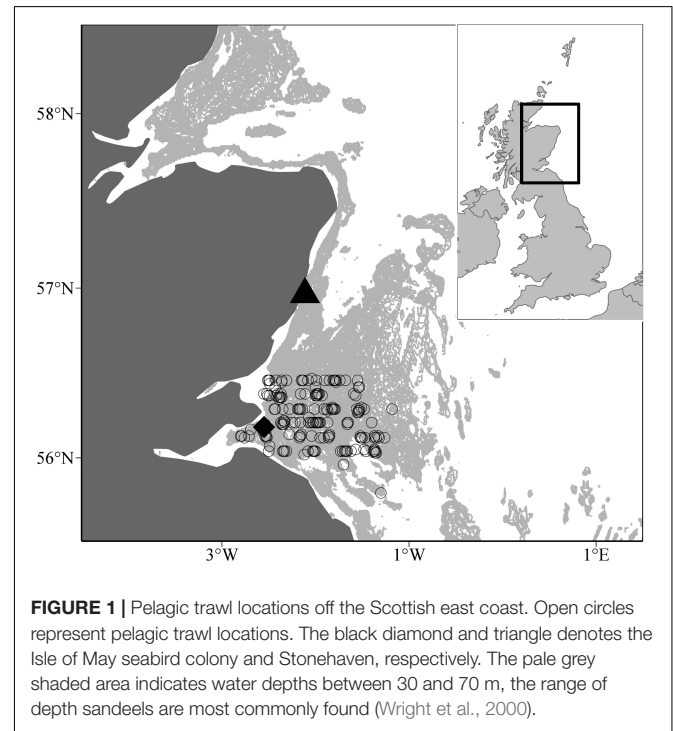 58°N
57°N
56°N
3°W
1°W
1°E
FIGURE 1 | Pelagic trawl locations off the Scottish east coast. Open circles
represent pelagic trawl locations. The black diamond and triangle denotes the
Isle of May seabird colony and Stonehaven, respectively. The pale grey
shaded area indicates water depths between 30 and 70 m, the range of
depth sandeels are most commonly found (Wright et al., 2000).